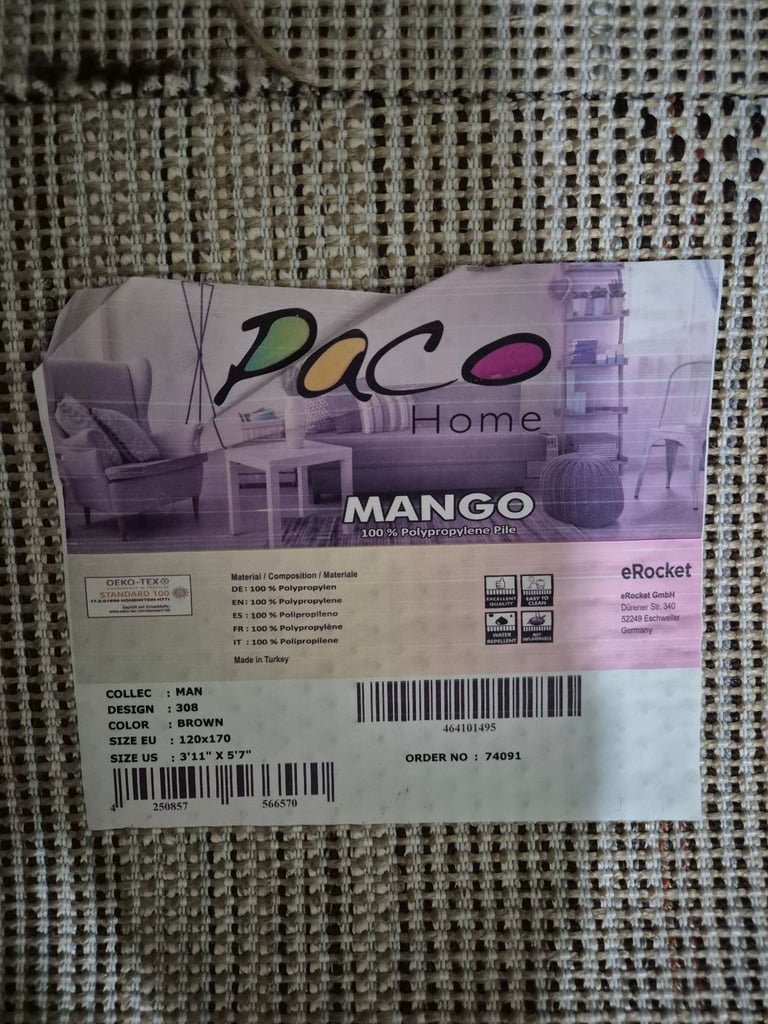 Paco
Home
MANGO
100 % Polypropylene Pile
OEKO-TEX®
STANDARD 100
Material / Composition / Materiale
DE: 100 % Polypropylen
EN: 100 % Polypropylene
ES : 100 % Polipropileno
FR : 100 % Polypropylène
IT : 100 % Polipropilene
Made in Turkey
EXCELLENT
QUALITY
EASY TO
CLEAN
WATER
REPELLENT
NOT
INFLAMMABLE
eRocket
eRocket GmbH
Dürener Str. 340
52249 Eschweiler
Germany
COLLEC : MAN
DESIGN : 308
COLOR : BROWN
SIZE EU : 120x170
SIZE US : 3'11" X 5'7"
4 250857 566570
464101495
ORDER NO : 74091